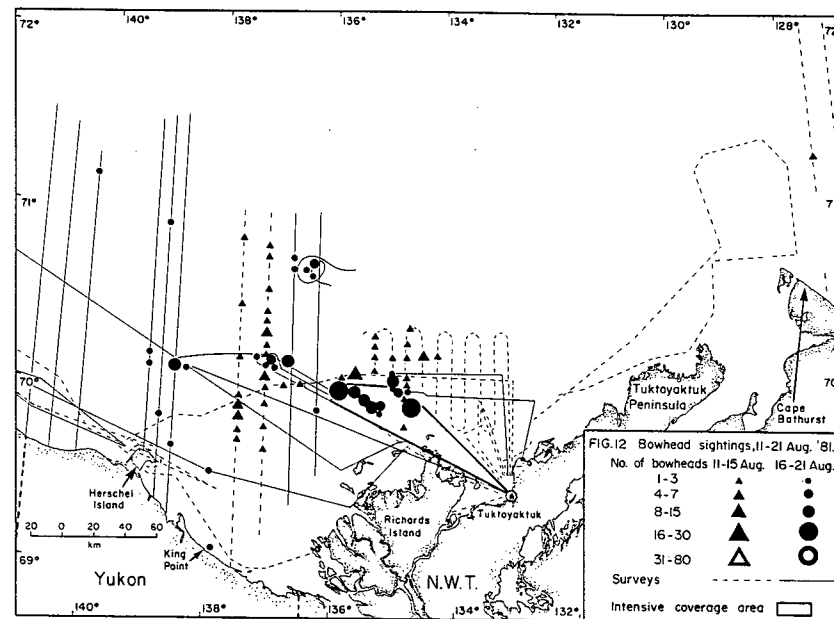 72°
140°
138°
136°
134°
132°
130°
128°
72
71°
7
70°
70
69°
Herschel
Island
20 0 20 40 60
km
King
Point
Yukon
Richards
Island
Tuktoyaktuk
N.W.T.
Tuktoyaktuk
Peninsula
Cape
Bathurst
140°
138°
136°
134°
132°
FIG.12 Bowhead sightings, 11-21 Aug. '81.
No. of bowheads 11-15 Aug. 16-21 Aug.
1-3
4-7
8-15
16-30
31-80
Surveys
Intensive coverage area